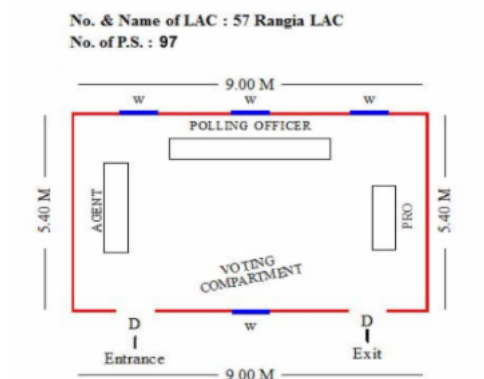 No. & Name of LAC : 57 Rangia LAC
No. of P.S. : 97
9.00 M
W W W
POLLING OFFICER
5.40 M
AGENT
PRO
5.40 M
VOTING
COMPARTMENT
D W D
Entrance Exit
9.00 M